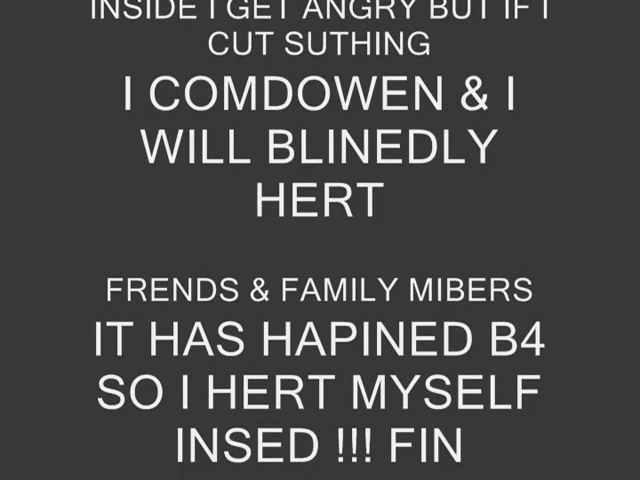 INSIDE I GET ANGRY BUT IF I
CUT SUTHING
I COMDOWEN & I
WILL BLINEDLY
HERT
FRENDS & FAMILY MIBERS
IT HAS HAPINED B4
SO I HERT MYSELF
INSED !!! FIN